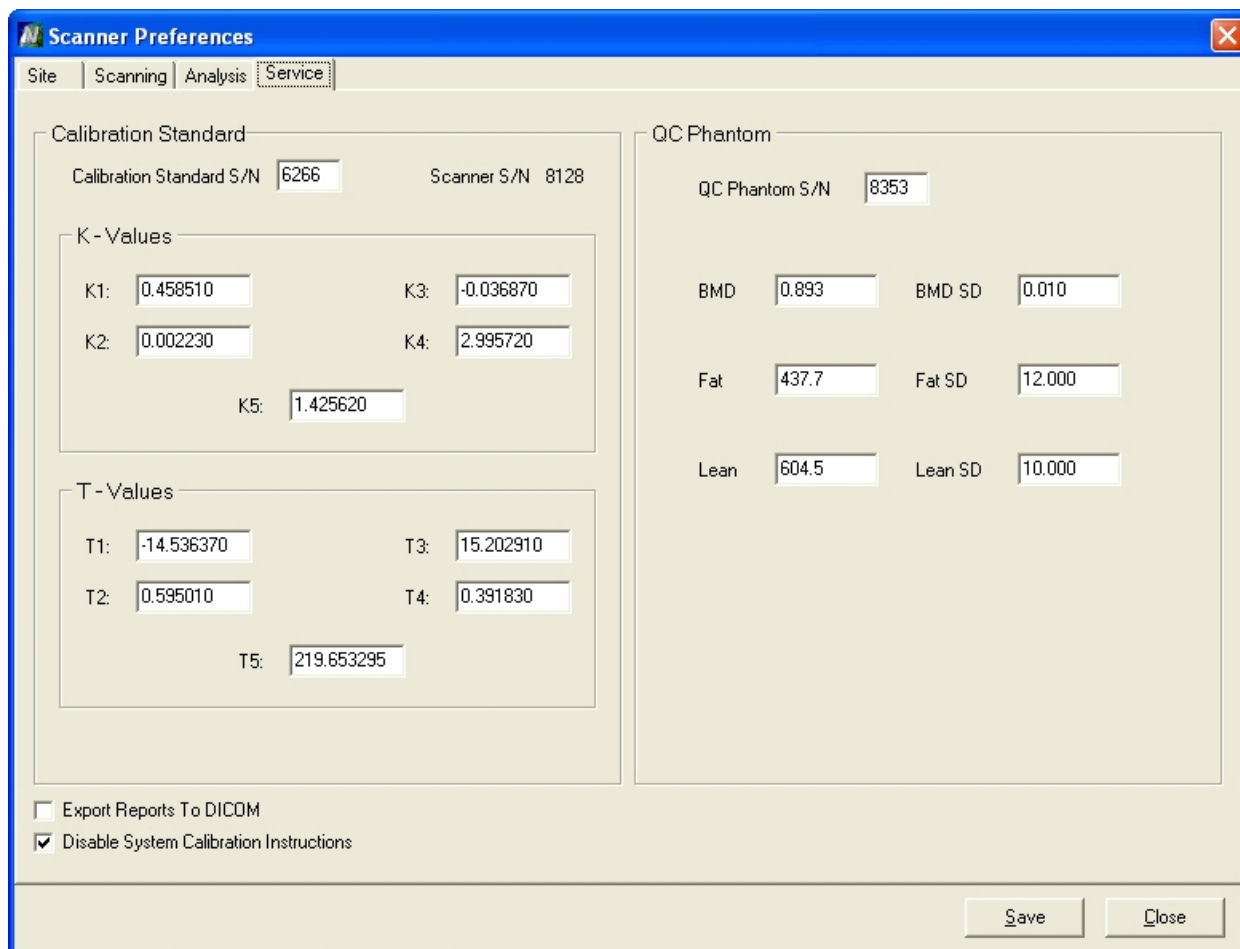 Scanner Preferences
Site Scanning Analysis Service
Calibration Standard
Calibration Standard S/N 6266 Scanner S/N 8128
K-Values
K1: 0.458510 K3: -0.036870
K2: 0.002230 K4: 2.995720
K5: 1.425620
T-Values
T1: -14.536370 T3: 15.202910
T2: 0.595010 T4: 0.391830
T5: 219.653295
QC Phantom
QC Phantom S/N 8353
BMD 0.893 BMD SD 0.010
Fat 437.7 Fat SD 12.000
Lean 604.5 Lean SD 10.000
Export Reports To DICOM
Disable System Calibration Instructions
Save Close